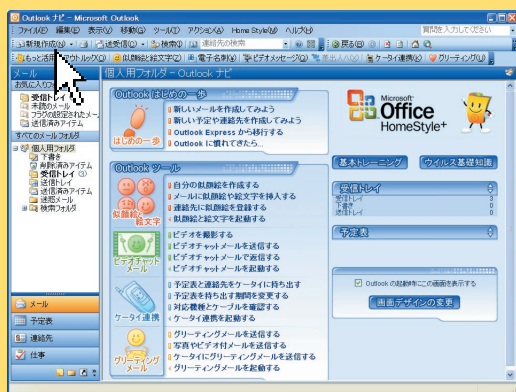 Outlook ナビ - Microsoft Outlook
ファイル(F) 編集(E) 表示(V) 移動(G) ツール(T) アクション(A) Home Style(W) ヘルプ(H) 質問を入力してください
新規作成(N) 送受信(C) 検索(I) 連絡先の検索 戻る(B)
もっと活用 アウトルック(O) 似顔絵と絵文字(Z) 電子名刺(V) ビデオメッセージ(Q) ケータイ連携(K) グリーティング(U)
メール
個人用フォルダ - Outlook ナビ
お気に入りフォ
受信トレイ
未読のメール
フラグの設定されたメー
送信済みアイテム
すべてのメール フォルダ
個人用フォルダ
下書き
削除済みアイテム
受信トレイ (3)
送信トレイ
送信済みアイテム
迷惑メール
検索フォルダ
メール
予定表
連絡先
仕事
Outlook はじめの一歩
はじめの一歩
新しいメールを作成してみよう
新しい予定や連絡先を作成してみよう
Outlook Express から移行する
Outlook に慣れてきたら...
Outlook ツール
似顔絵と絵文字
自分の似顔絵を作成する
メールに似顔絵や絵文字を挿入する
連絡先に似顔絵を登録する
似顔絵と絵文字を起動する
ビデオチャットメール
ビデオを撮影する
ビデオチャットメールを送信する
ビデオチャットメールで返信する
ビデオチャットメールを起動する
ケータイ連携
予定表と連絡先をケータイに持ち出す
予定表を持ち出す期間を変更する
対応機種とケーブルを確認する
ケータイ連携を起動する
グリーティングメール
グリーティングメールを送信する
写真やビデオ付メールを送信する
ケータイにグリーティングメールを送信する
グリーティングメールを起動する
Microsoft
Office
HomeStyle+
基本トレーニング ウイルス基礎知識
受信トレイ
受信トレイ 3
下書き 0
送信トレイ 0
予定表
Outlook の起動時にこの画面を表示する
画面デザインの変更